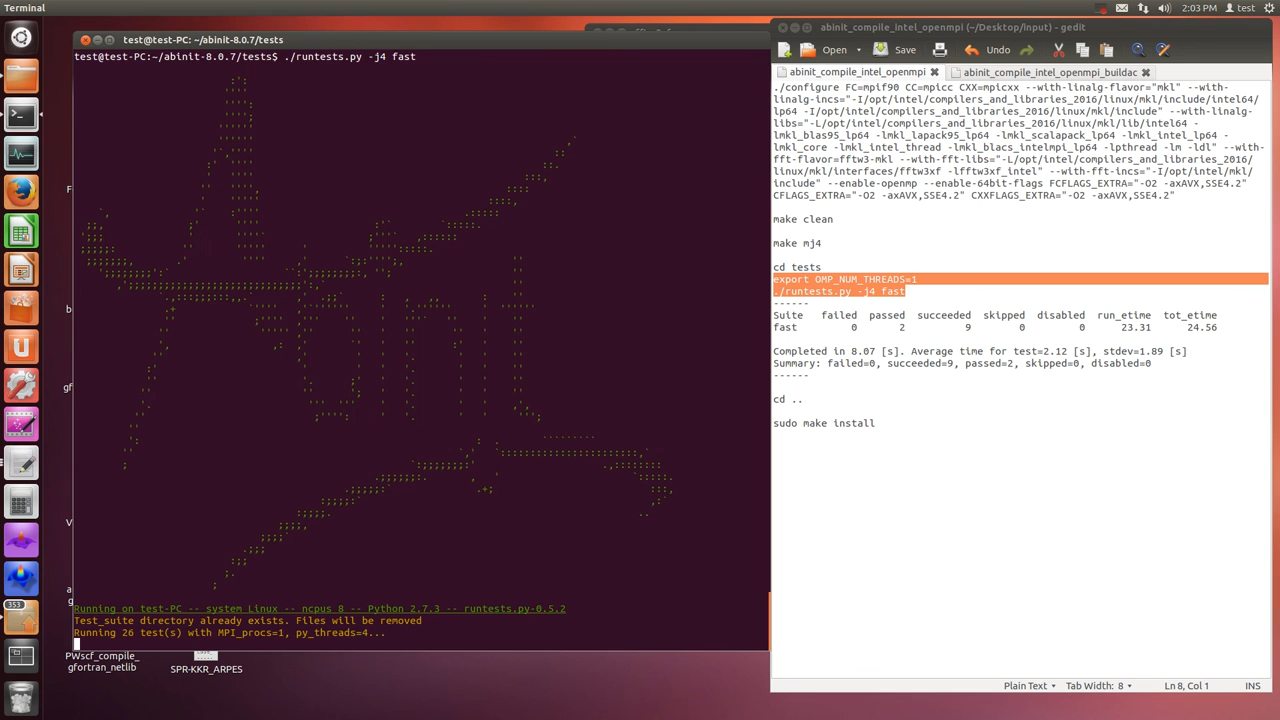 Terminal
2:03 PM
test
test@test-PC: ~/abinit-8.0.7/tests
test@test-PC:~/abinit-8.0.7/tests$ ./runtests.py -j4 fast
Running on test-PC -- system Linux -- ncpus 8 -- Python 2.7.3 -- runtests.py-0.5.2
Test_suite directory already exists. Files will be removed
Running 26 test(s) with MPI_procs=1, py_threads=4...
353
PWscf_compile_
gfortran_netlib
SPR-KKR_ARPES
abinit_compile_intel_openmpi (~/Desktop/input) - gedit
Open
Save
Undo
abinit_compile_intel_openmpi
abinit_compile_intel_openmpi_buildac
./configure FC=mpif90 CC=mpicc CXX=mpicxx --with-linalg-flavor="mkl" --with-
linalg-incs="-I/opt/intel/compilers_and_libraries_2016/linux/mkl/include/intel64/
lp64 -I/opt/intel/compilers_and_libraries_2016/linux/mkl/include" --with-linalg-
libs="-L/opt/intel/compilers_and_libraries_2016/linux/mkl/lib/intel64 -
lmkl_blas95_lp64 -lmkl_lapack95_lp64 -lmkl_scalapack_lp64 -lmkl_intel_lp64 -
lmkl_core -lmkl_intel_thread -lmkl_blacs_intelmpi_lp64 -lpthread -lm -ldl" --with-
fft-flavor=fftw3-mkl --with-fft-libs="-L/opt/intel/compilers_and_libraries_2016/
linux/mkl/interfaces/fftw3xf -lfftw3xf_intel" --with-fft-incs="-I/opt/intel/mkl/
include" --enable-openmp --enable-64bit-flags FCFLAGS_EXTRA="-O2 -axAVX,SSE4.2"
CFLAGS_EXTRA="-O2 -axAVX,SSE4.2" CXXFLAGS_EXTRA="-O2 -axAVX,SSE4.2"
make clean
make mj4
cd tests
export OMP_NUM_THREADS=1
./runtests.py -j4 fast
------
Suite failed passed succeeded skipped disabled run_etime tot_etime
fast 0 2 9 0 0 23.31 24.56
Completed in 8.07 [s]. Average time for test=2.12 [s], stdev=1.89 [s]
Summary: failed=0, succeeded=9, passed=2, skipped=0, disabled=0
------
cd ..
sudo make install
Plain Text
Tab Width: 8
Ln 8, Col 1
INS